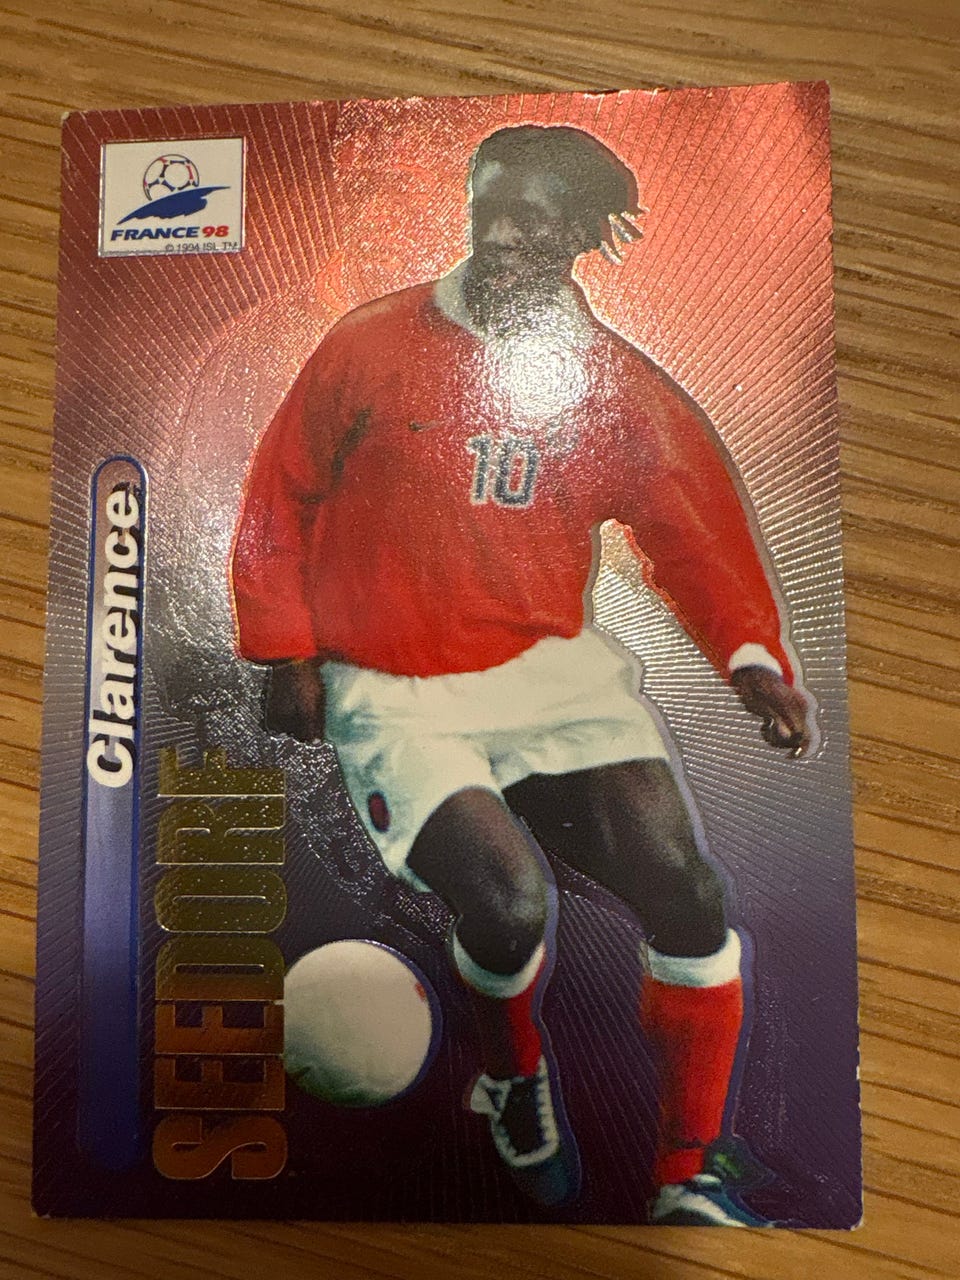 FRANCE 98
© 1994 ISL TM
10
Clarence
SEEDORF